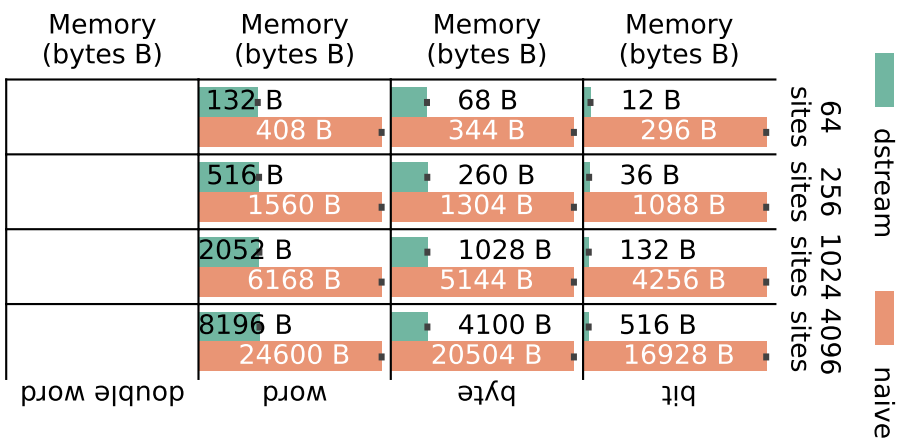 Memory
(bytes B)
Memory
(bytes B)
Memory
(bytes B)
Memory
(bytes B)
132 B
68 B
12 B
408 B
344 B
296 B
64
sites
516 B
260 B
36 B
1560 B
1304 B
1088 B
256
sites
2052 B
1028 B
132 B
6168 B
5144 B
4256 B
1024
sites
8196 B
4100 B
516 B
24600 B
20504 B
16928 B
4096
sites
double word
word
byte
bit
dstream
naive